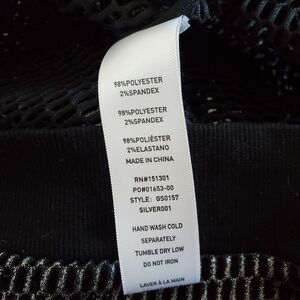 98%POLYESTER
2%SPANDEX
98%POLYESTER
2%SPANDEX
98%POLIÉSTER
2%ELASTANO
MADE IN CHINA
RN#151301
PO#01653-00
STYLE: GS0157
SILVER001
HAND WASH COLD
SEPARATELY
TUMBLE DRY LOW
DO NOT IRON
LAVER À LA MAIN